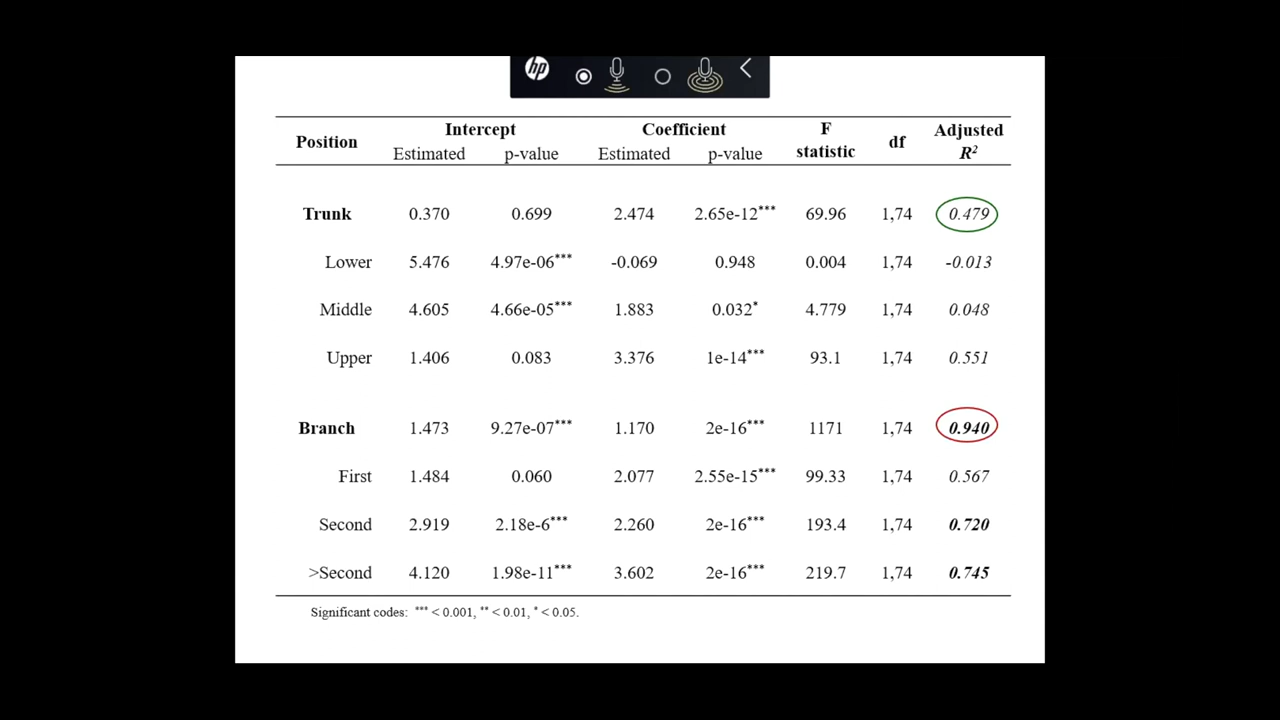 hp
Position Intercept Coefficient F statistic df Adjusted R²
Estimated p-value Estimated p-value
Trunk 0.370 0.699 2.474 2.65e-12*** 69.96 1,74 0.479
Lower 5.476 4.97e-06*** -0.069 0.948 0.004 1,74 -0.013
Middle 4.605 4.66e-05*** 1.883 0.032* 4.779 1,74 0.048
Upper 1.406 0.083 3.376 1e-14*** 93.1 1,74 0.551
Branch 1.473 9.27e-07*** 1.170 2e-16*** 1171 1,74 0.940
First 1.484 0.060 2.077 2.55e-15*** 99.33 1,74 0.567
Second 2.919 2.18e-6*** 2.260 2e-16*** 193.4 1,74 0.720
>Second 4.120 1.98e-11*** 3.602 2e-16*** 219.7 1,74 0.745
Significant codes: *** < 0.001, ** < 0.01, * < 0.05.